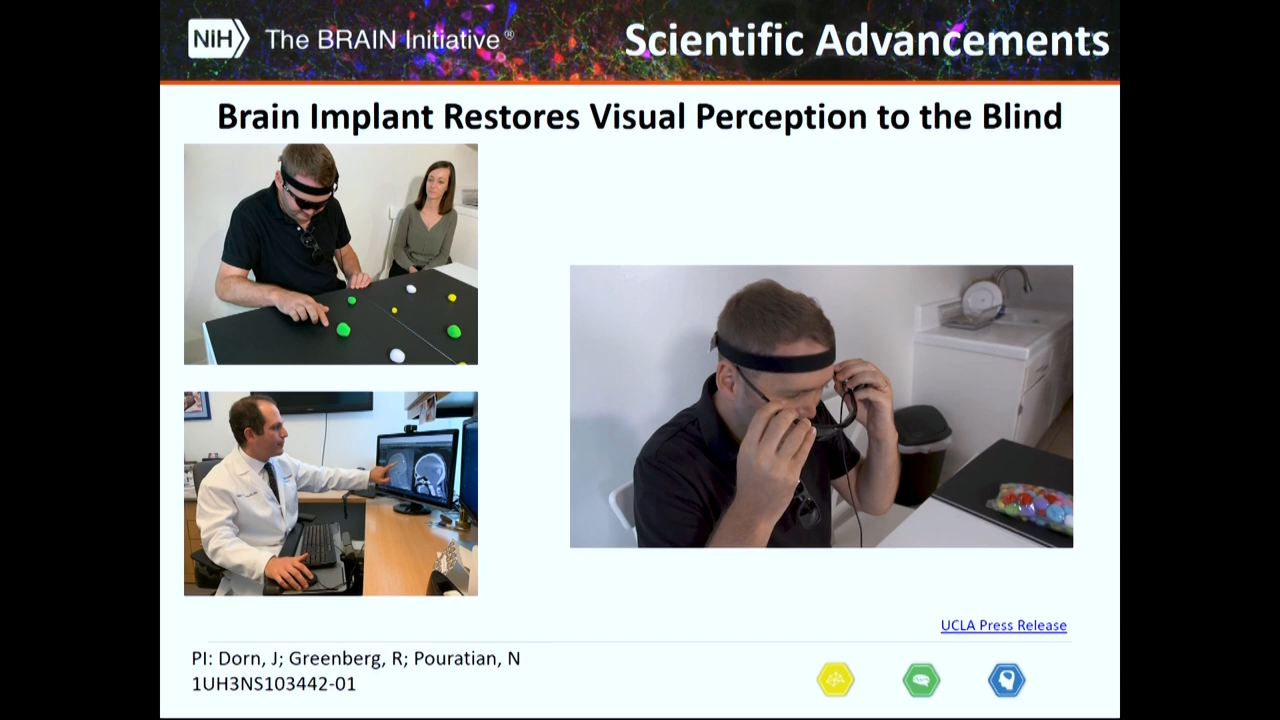 NIH
The BRAIN Initiative®
Scientific Advancements
Brain Implant Restores Visual Perception to the Blind
UCLA Press Release
PI: Dorn, J; Greenberg, R; Pouratian, N
1UH3NS103442-01